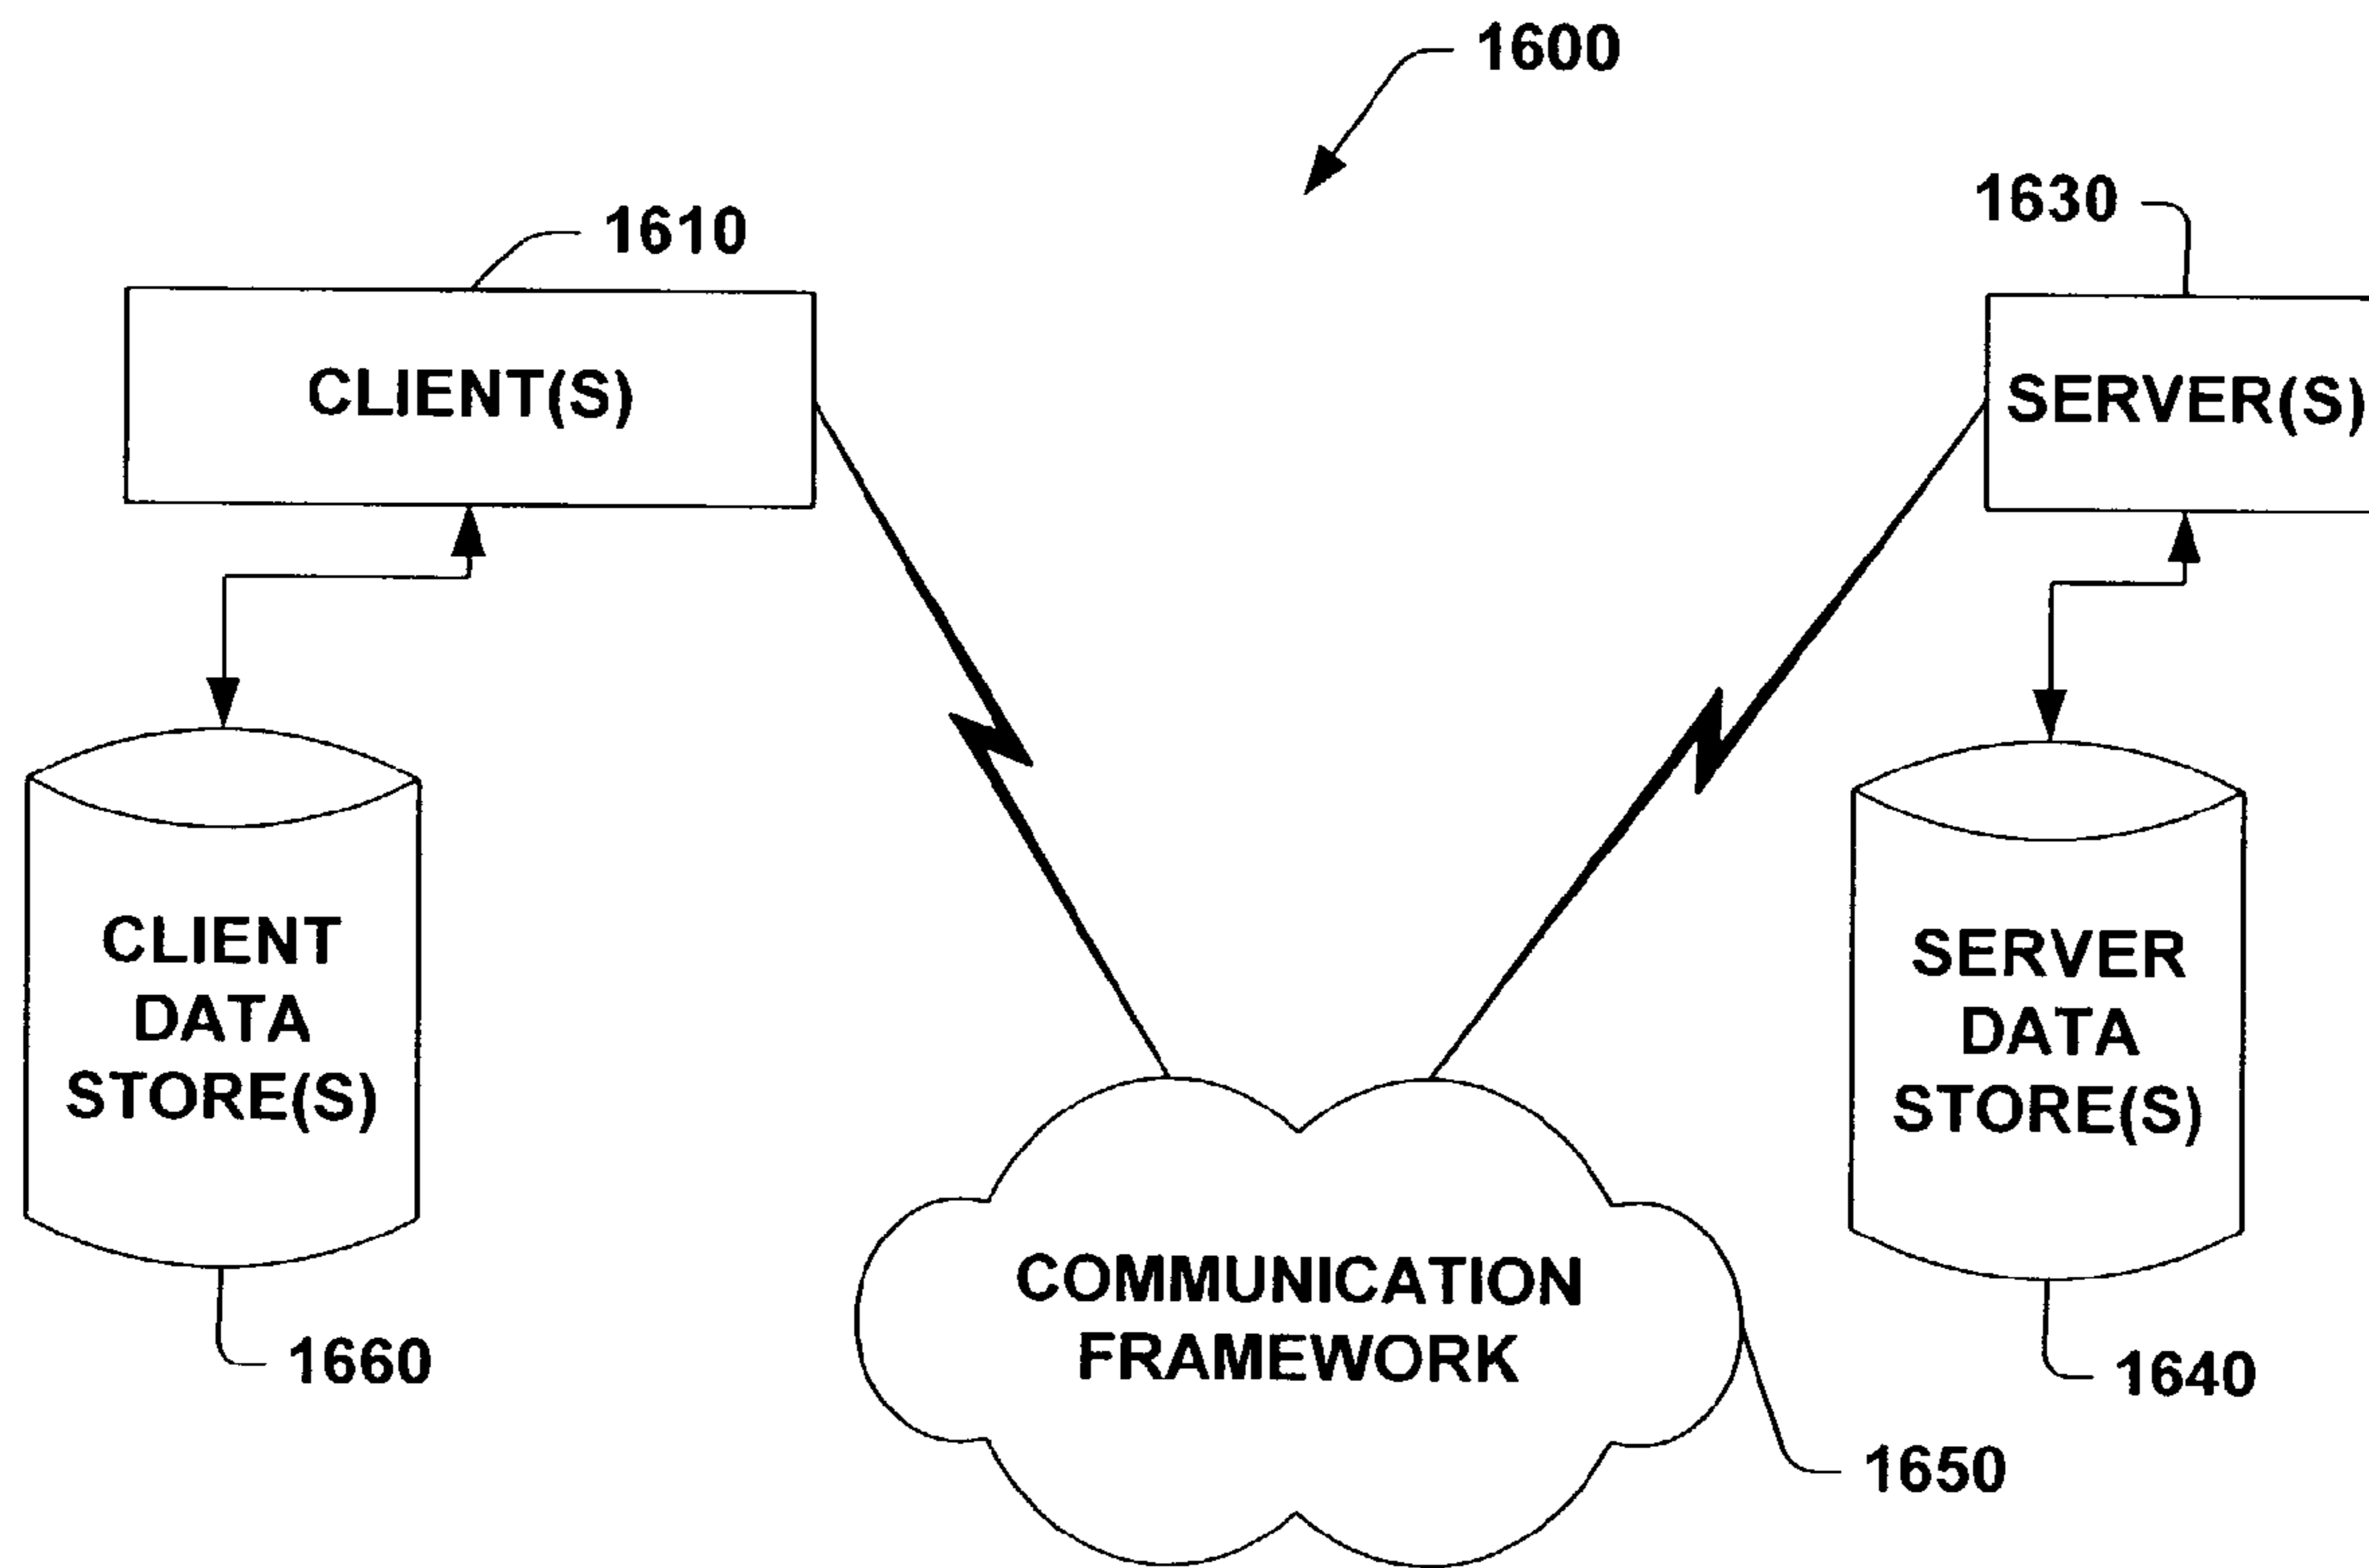 1600
1610
1630
CLIENT(S)
SERVER(S)
CLIENT
DATA
STORE(S)
SERVER
DATA
STORE(S)
COMMUNICATION
FRAMEWORK
1660
1640
1650